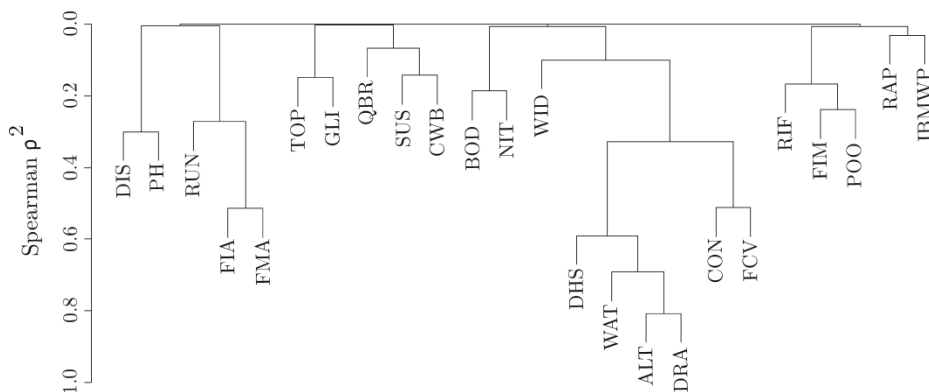 Spearman ρ²
0.0
0.2
0.4
0.6
0.8
1.0
DIS
PH
RUN
FIA
FMA
TOP
GLI
QBR
SUS
CWB
BOD
NIT
WID
DHS
WAT
ALT
DRA
CON
FCV
RIF
FIM
POO
RAP
IBMWP